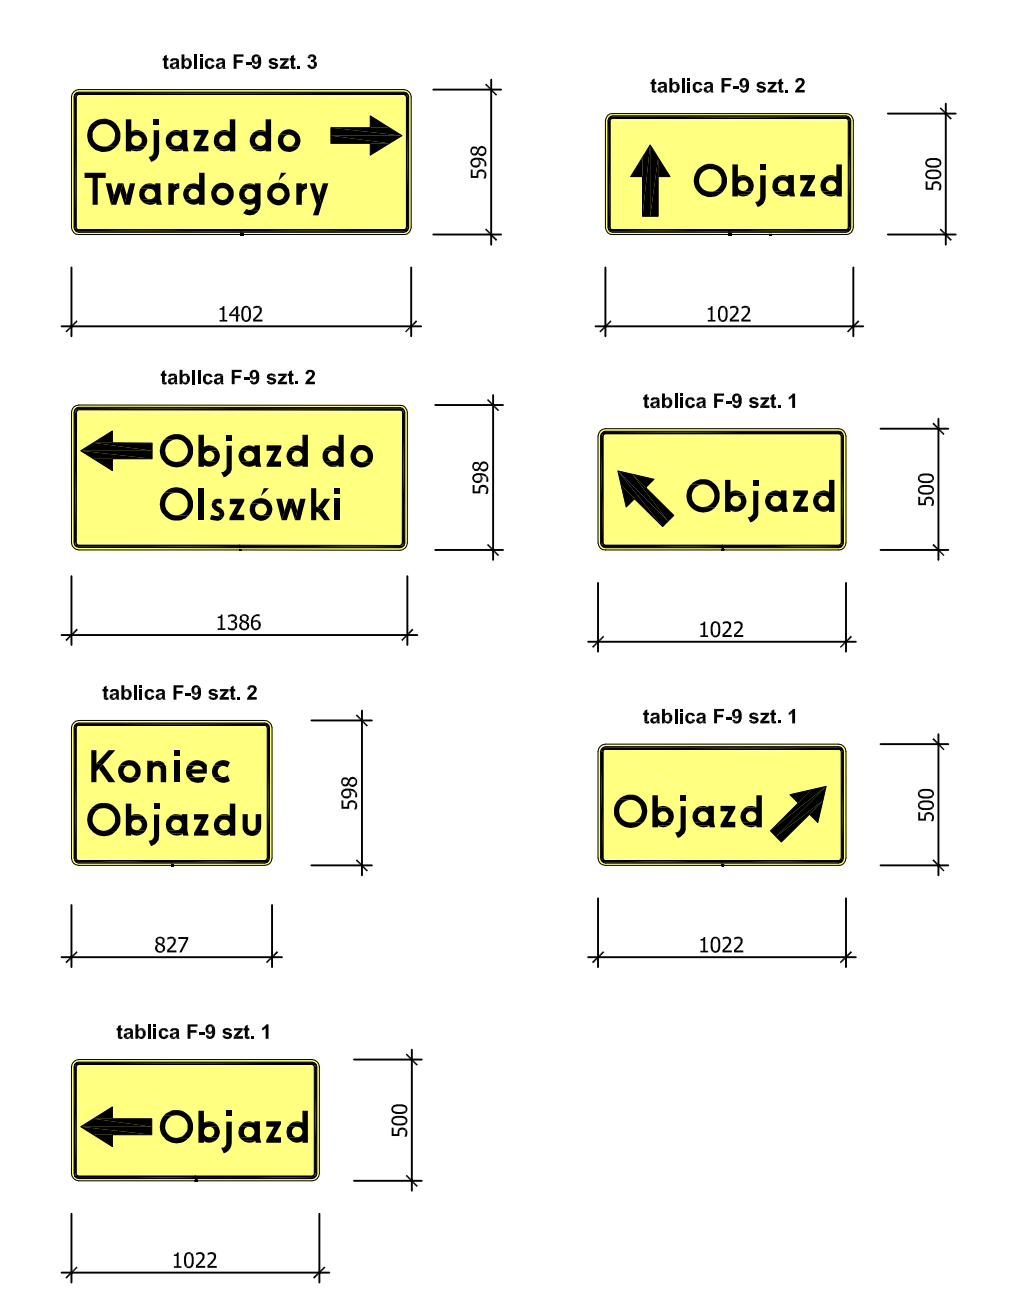 tablica F-9 szt. 3
Objazd do
Twardogóry
598
1402
tablica F-9 szt. 2
Objazd
500
1022
tablica F-9 szt. 2
Objazd do
Olszówki
598
1386
tablica F-9 szt. 1
Objazd
500
1022
tablica F-9 szt. 2
Koniec
Objazdu
598
827
tablica F-9 szt. 1
Objazd
500
1022
tablica F-9 szt. 1
Objazd
500
1022